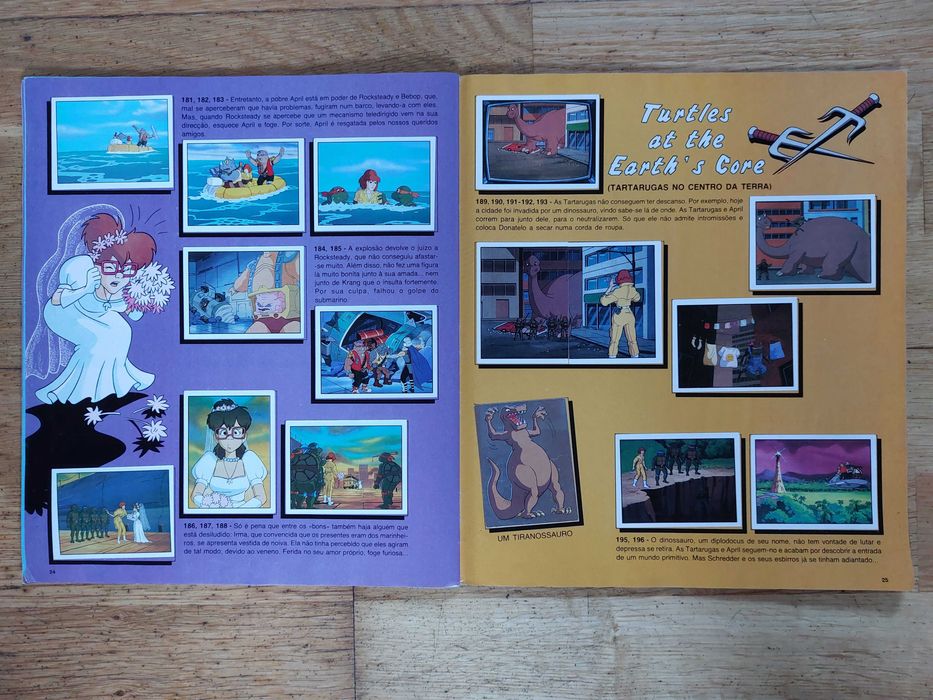 181, 182, 183 - Entretanto, a pobre April está em poder de Rocksteady e Bebop, que,
mal se aperceberam que havia problemas, fugiram num barco, levando-a com eles.
Mas, quando Rocksteady se apercebe que um mecanismo teledirigido vem na sua
direcção, esquece April e foge. Por sorte, April é resgatada pelos nossos queridos
amigos.
184, 185 - A explosão devolve o juízo a
Rocksteady, que não conseguiu afastar-
-se muito. Além disso, não fez uma figura
lá muito bonita junto à sua amada... nem
junto de Krang que o insulta fortemente.
Por sua culpa, falhou o golpe do
submarino.
186, 187, 188 - Só é pena que entre os «bons» também haja alguém que
está desiludido: Irma, que convencida que os presentes eram dos marinhei-
ros, se apresenta vestida de noiva. Ela não tinha percebido que eles agiram
de tal modo, devido ao veneno. Ferida no seu amor próprio, foge furiosa...
24
Turtles
at the
Earth's Core
(TARTARUGAS NO CENTRO DA TERRA)
189, 190, 191-192, 193 - As Tartarugas não conseguem ter descanso. Por exemplo, hoje
a cidade foi invadida por um dinossauro, vindo sabe-se lá de onde. As Tartarugas e April
correm para junto dele, para o neutralizarem. Só que ele não admite intromissões e
coloca Donatelo a secar numa corda de roupa.
UM TIRANOSSAURO
195, 196 - O dinossauro, um diplodocus de seu nome, não tem vontade de lutar e
depressa se retira. As Tartarugas e April seguem-no e acabam por descobrir a entrada
de um mundo primitivo. Mas Schredder e os seus esbirros já se tinham adiantado...
25